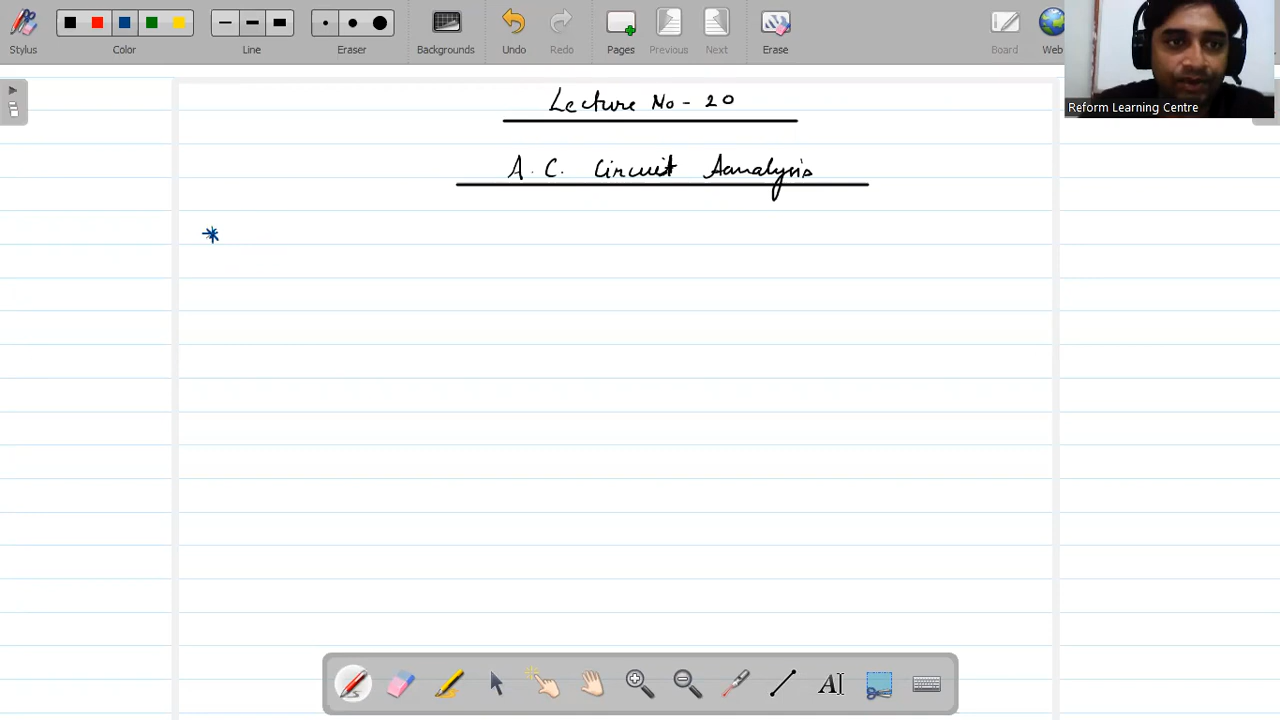 Stylus Color Line Eraser Backgrounds Undo Redo Pages Previous Next Erase Board Web
Reform Learning Centre
Lecture No - 20
A.C. Circuit Aanalysis
*